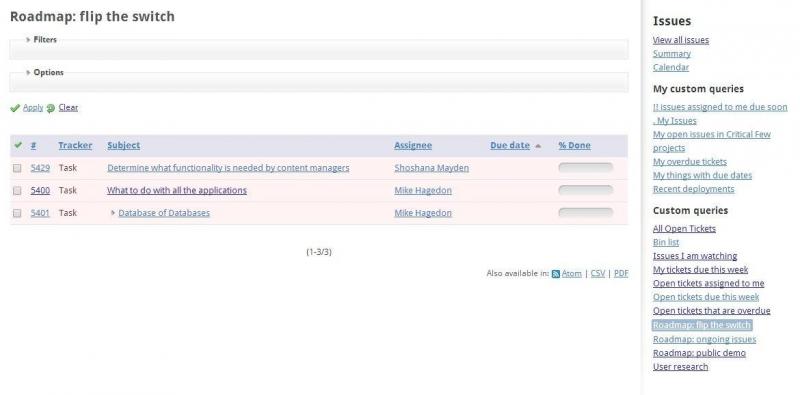 Roadmap: flip the switch
Filters
Options
Apply Clear
# Tracker Subject Assignee Due date % Done
5429 Task Determine what functionality is needed by content managers Shoshana Mayden
5400 Task What to do with all the applications Mike Hagedon
5401 Task Database of Databases Mike Hagedon
(1-3/3)
Also available in: Atom | CSV | PDF
Issues
View all issues
Summary
Calendar
My custom queries
!! issues assigned to me due soon
. My Issues
My open issues in Critical Few
projects
My overdue tickets
My things with due dates
Recent deployments
Custom queries
All Open Tickets
Bin list
Issues I am watching
My tickets due this week
Open tickets assigned to me
Open tickets due this week
Open tickets that are overdue
Roadmap: flip the switch
Roadmap: ongoing issues
Roadmap: public demo
User research